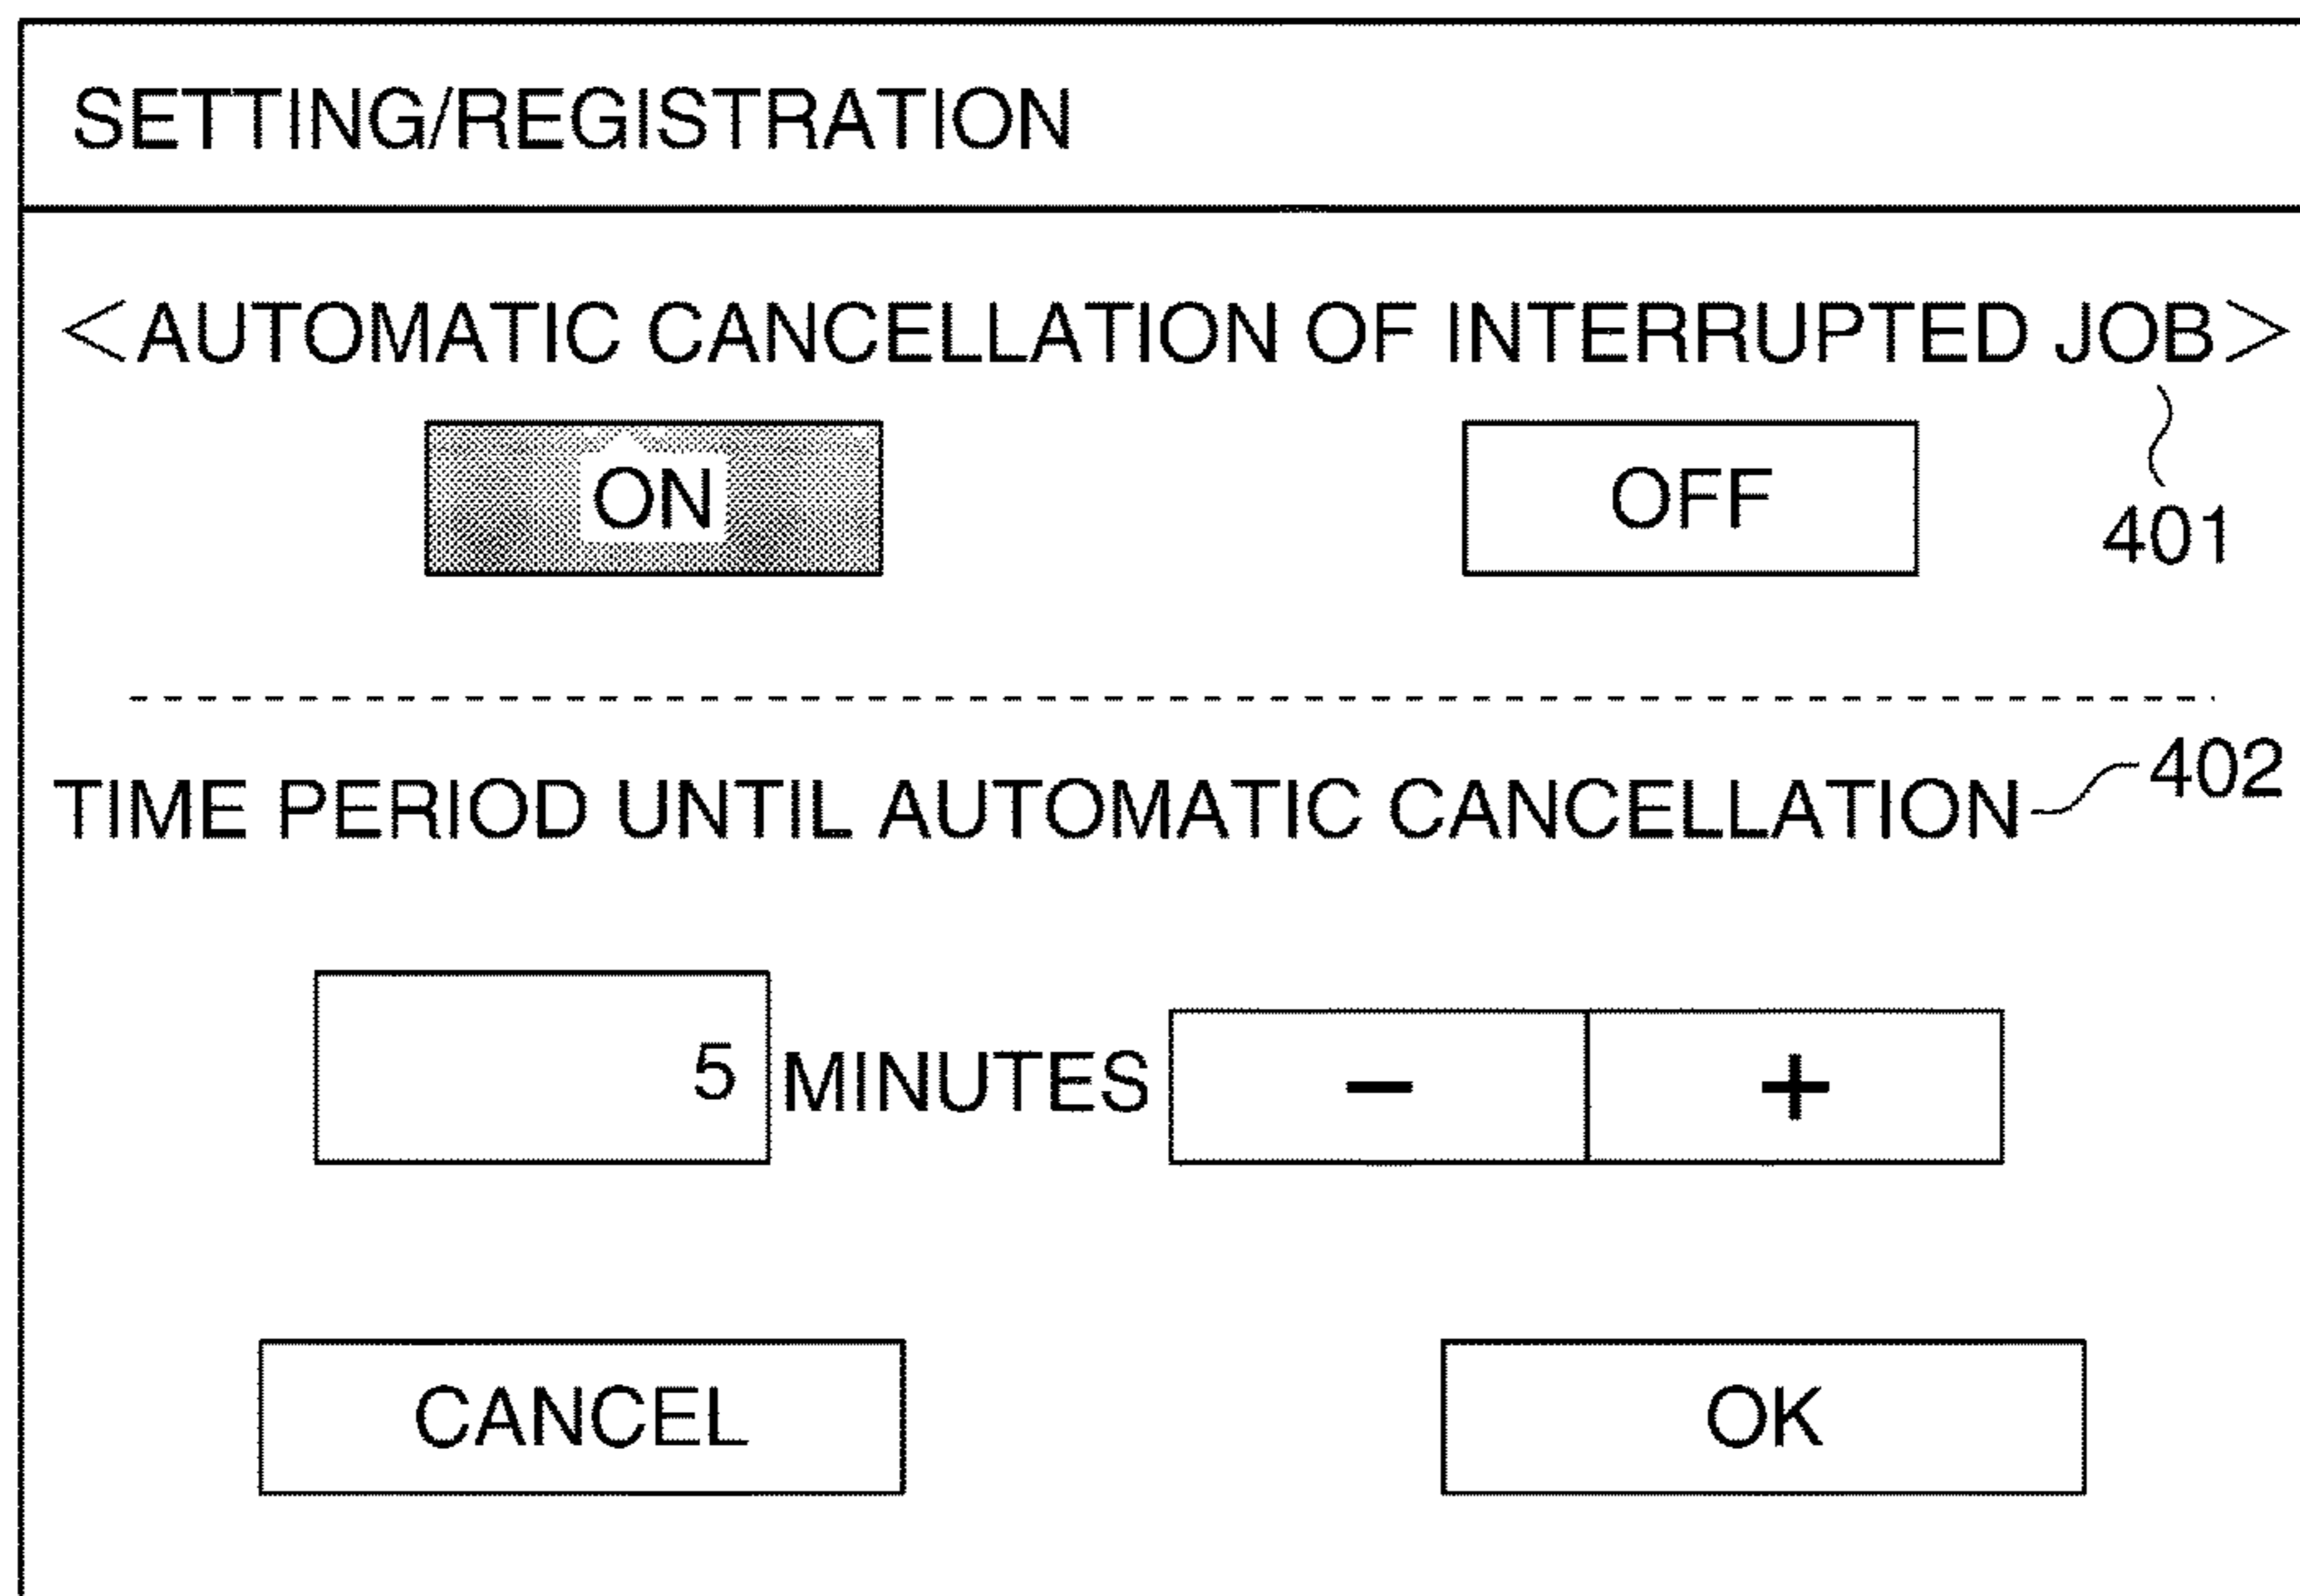 SETTING/REGISTRATION
<AUTOMATIC CANCELLATION OF INTERRUPTED JOB>
ON OFF 401
402
TIME PERIOD UNTIL AUTOMATIC CANCELLATION
5 MINUTES − +
CANCEL OK